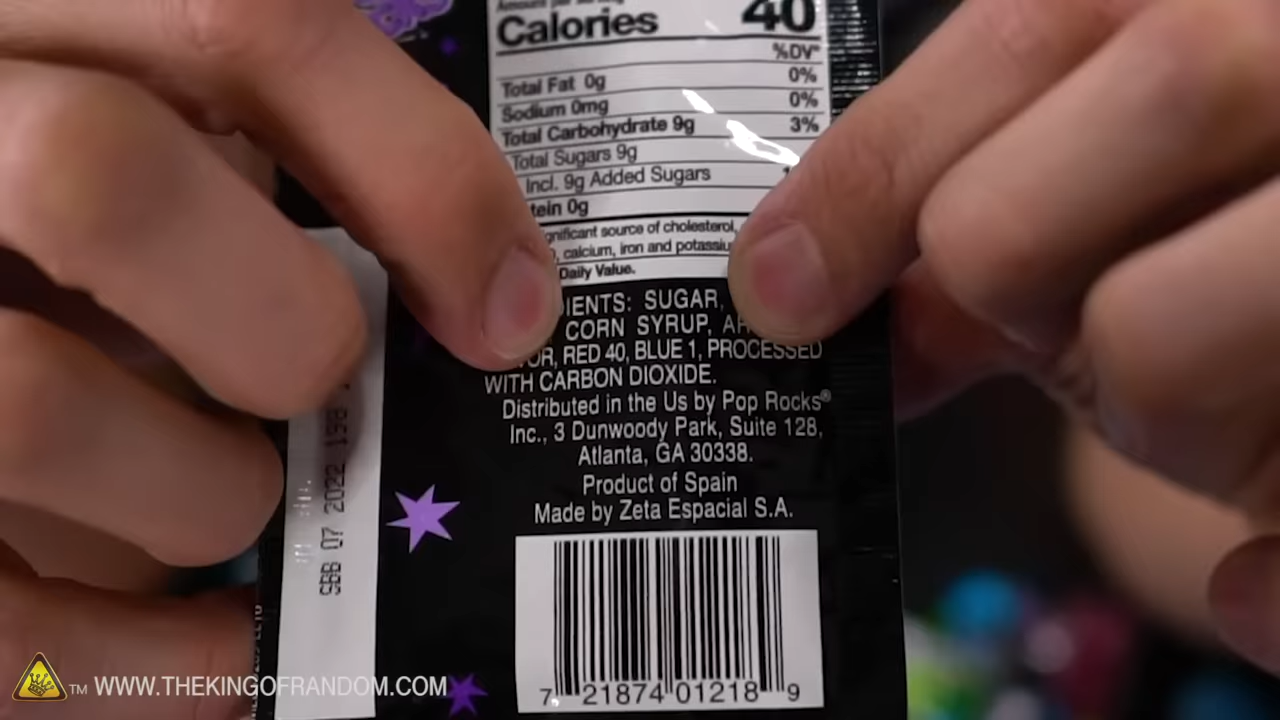 Calories 40
%DV*
Total Fat 0g 0%
Sodium 0mg 0%
Total Carbohydrate 9g 3%
Total Sugars 9g
Incl. 9g Added Sugars
tein 0g
gnificant source of cholesterol,
, calcium, iron and potassiu
Daily Value.
IENTS: SUGAR,
CORN SYRUP, AR
OR, RED 40, BLUE 1, PROCESSED
WITH CARBON DIOXIDE.
Distributed in the Us by Pop Rocks®
Inc., 3 Dunwoody Park, Suite 128,
Atlanta, GA 30338.
Product of Spain
Made by Zeta Espacial S.A.
7 21874 01218 9
SBB 07 2022 198
TM WWW.THEKINGOFRANDOM.COM